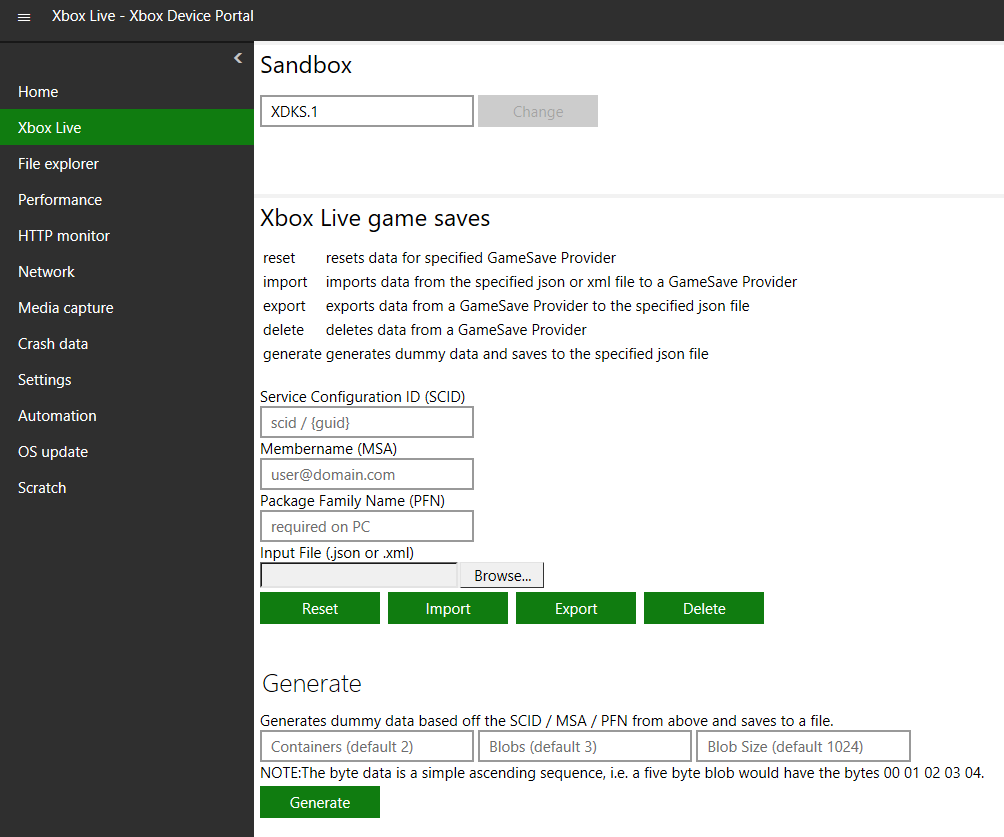 Xbox Live - Xbox Device Portal
Home
Xbox Live
File explorer
Performance
HTTP monitor
Network
Media capture
Crash data
Settings
Automation
OS update
Scratch
Sandbox
XDKS.1
Change
Xbox Live game saves
reset resets data for specified GameSave Provider
import imports data from the specified json or xml file to a GameSave Provider
export exports data from a GameSave Provider to the specified json file
delete deletes data from a GameSave Provider
generate generates dummy data and saves to the specified json file
Service Configuration ID (SCID)
scid / {guid}
Membername (MSA)
user@domain.com
Package Family Name (PFN)
required on PC
Input File (.json or .xml)
Browse...
Reset Import Export Delete
Generate
Generates dummy data based off the SCID / MSA / PFN from above and saves to a file.
Containers (default 2) Blobs (default 3) Blob Size (default 1024)
NOTE:The byte data is a simple ascending sequence, i.e. a five byte blob would have the bytes 00 01 02 03 04.
Generate